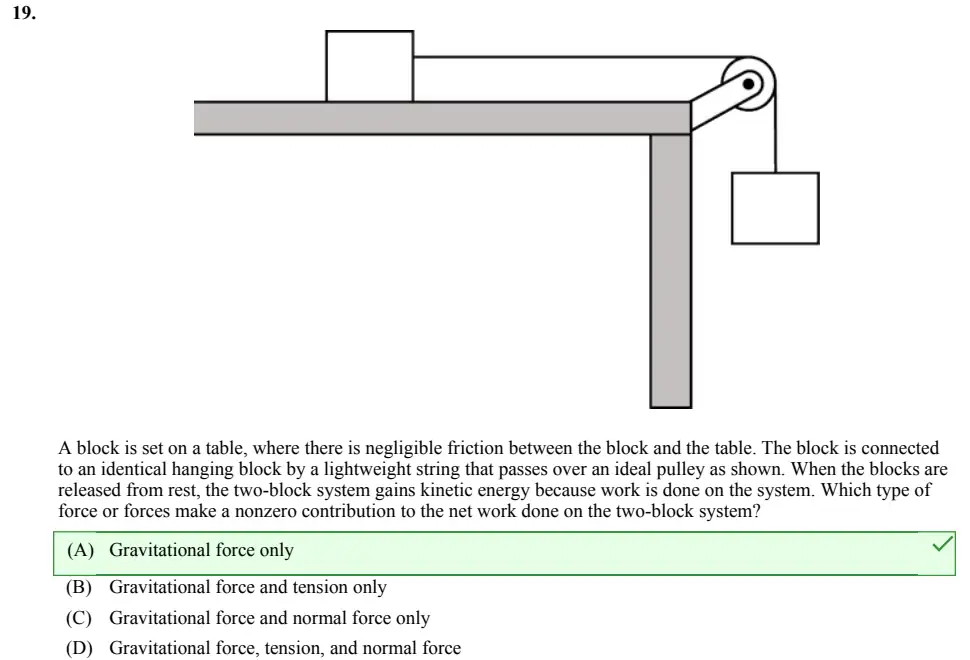 19.
A block is set on a table, where there is negligible friction between the block and the table. The block is connected
to an identical hanging block by a lightweight string that passes over an ideal pulley as shown. When the blocks are
released from rest, the two-block system gains kinetic energy because work is done on the system. Which type of
force or forces make a nonzero contribution to the net work done on the two-block system?
(A) Gravitational force only
(B) Gravitational force and tension only
(C) Gravitational force and normal force only
(D) Gravitational force, tension, and normal force